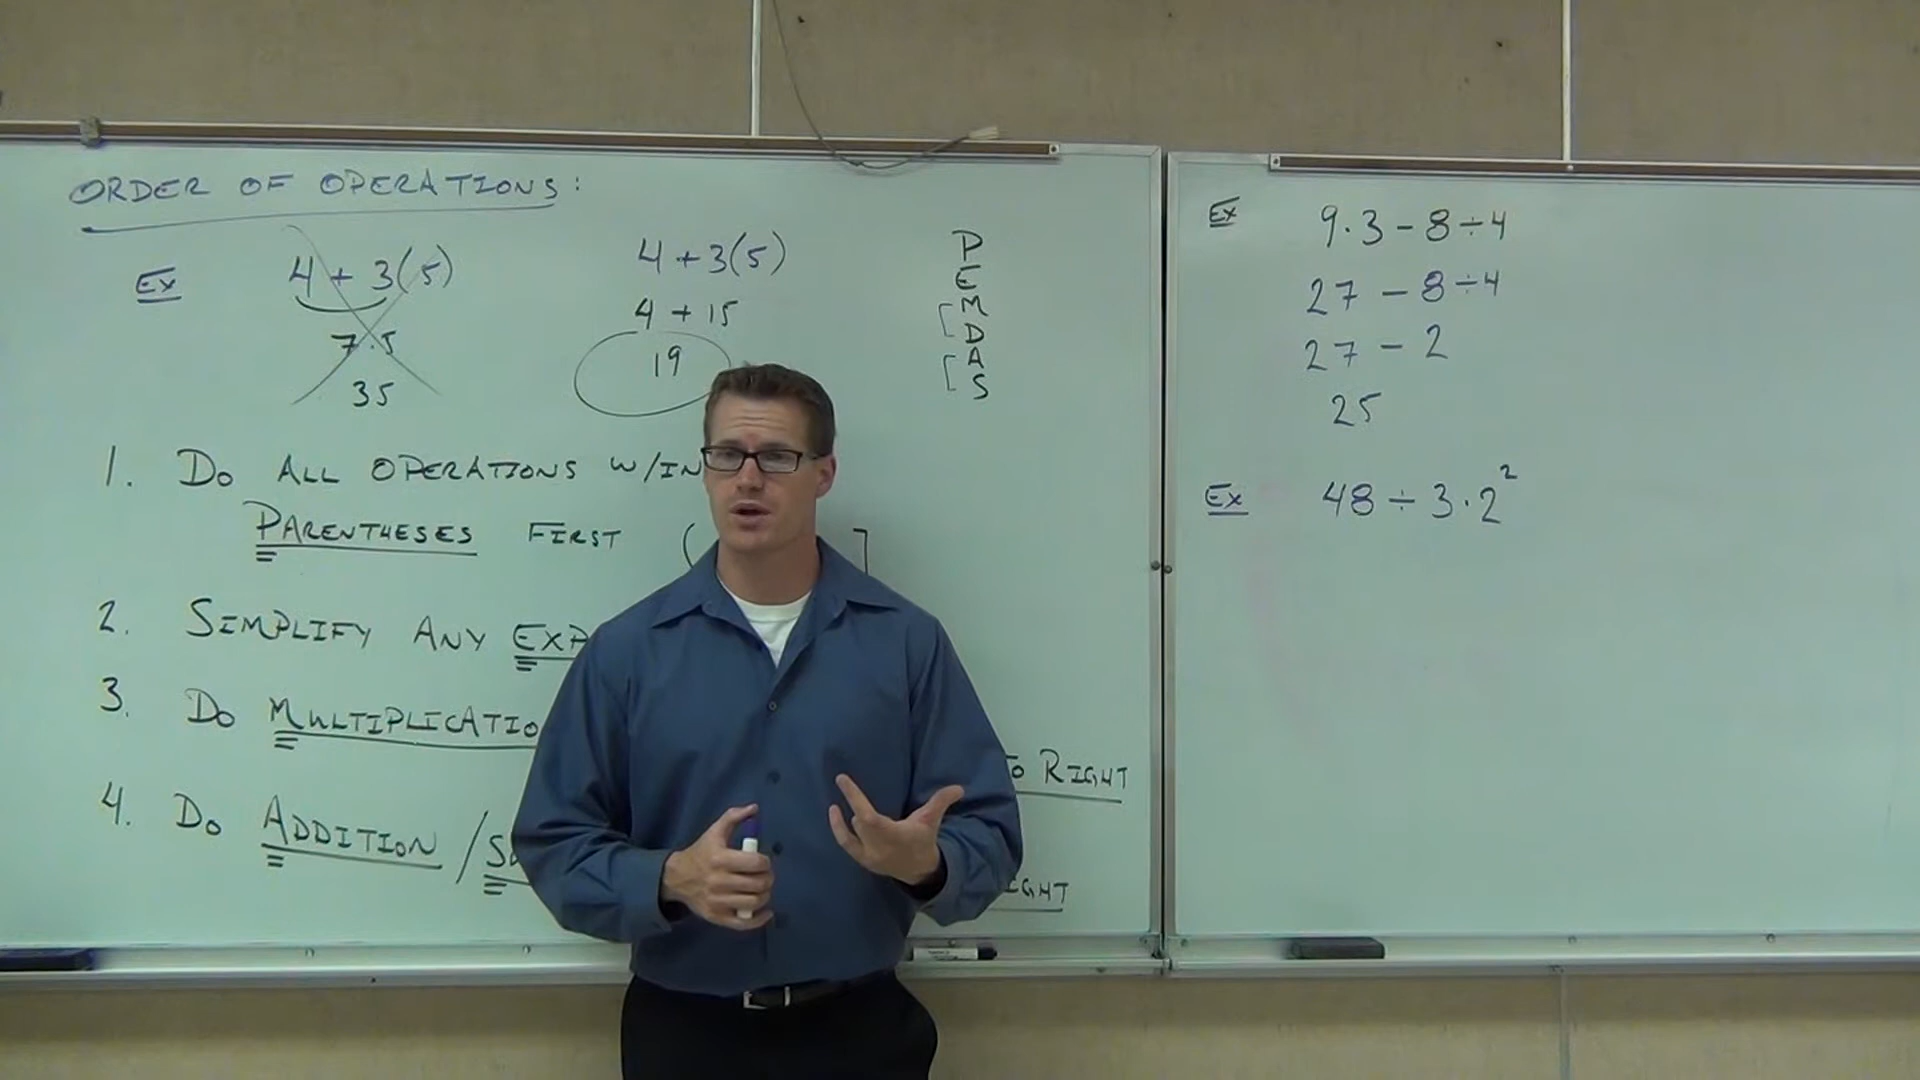 ORDER OF OPERATIONS:
Ex 4 + 3(5)
7·5
35
4 + 3(5)
4 + 15
19
P
E
M
D
A
S
1. DO ALL OPERATIONS W/IN
PARENTHESES FIRST ( ]
2. SIMPLIFY ANY
3. DO
TO RIGHT
4. DO ADDITION /
Ex 9·3 - 8÷4
27 - 8÷4
27 - 2
25
Ex 48 ÷ 3·2²